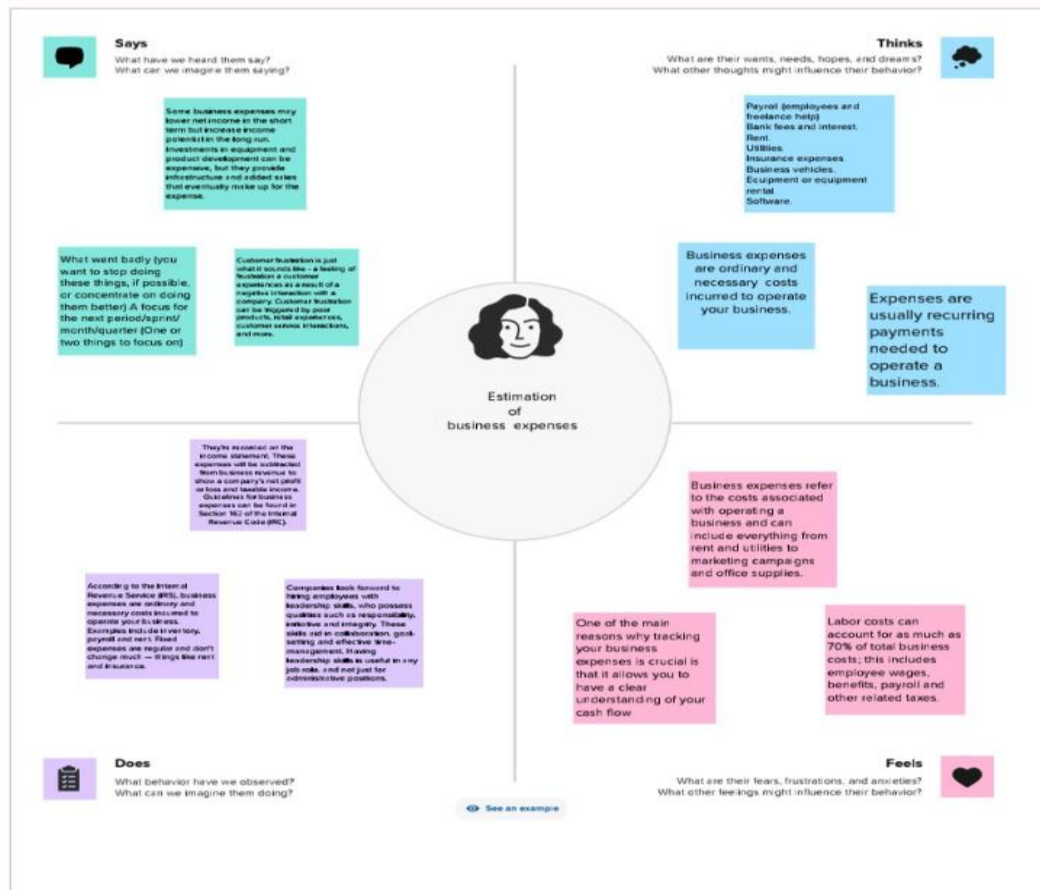 Says
What have we heard them say?
What can we imagine them saying?
Some business expenses may
lower net income in the short
term but increase income
potential in the long run.
Investments in equipment and
product development can be
expensive, but they provide
infrastructure and added sales
that eventually make up for the
expense.
What went badly (you
want to stop doing
these things, if possible,
or concentrate on doing
them better) A focus for
the next period/sprint/
month/quarter (One or
two things to focus on)
Customer frustration is just
what it sounds like - a feeling of
frustration a customer
experiences as a result of a
negative interaction with a
company. Customer frustration
can be triggered by poor
products, retail experiences,
customer service interactions,
and more.
Thinks
What are their wants, needs, hopes, and dreams?
What other thoughts might influence their behavior?
Payroll (employees and
freelance help)
Bank fees and interest.
Rent.
Utilities
Insurance expenses
Business vehicles.
Equipment or equipment
rental
Software.
Business expenses
are ordinary and
necessary costs
incurred to operate
your business.
Expenses are
usually recurring
payments
needed to
operate a
business.
Estimation
of
business expenses
They're recorded on the
income statement. These
expenses will be subtracted
from business revenue to
show a company's net profit
or loss and taxable income.
Guidelines for business
expenses can be found in
Section 162 of the Internal
Revenue Code (IRC).
According to the Internal
Revenue Service (IRS), business
expenses are ordinary and
necessary costs incurred to
operate your business.
Examples include inventory,
payroll and rent. Fixed
expenses are regular and don't
change much — things like rent
and insurance.
Companies look forward to
hiring employees with
leadership skills, who possess
qualities such as responsibility,
initiative and integrity. These
skills aid in collaboration, goal-
setting and effective time-
management. Having
leadership skills is useful in any
job role, and not just for
administrative positions.
Does
What behavior have we observed?
What can we imagine them doing?
Business expenses refer
to the costs associated
with operating a
business and can
include everything from
rent and utilities to
marketing campaigns
and office supplies.
One of the main
reasons why tracking
your business
expenses is crucial is
that it allows you to
have a clear
understanding of your
cash flow
Labor costs can
account for as much as
70% of total business
costs; this includes
employee wages,
benefits, payroll and
other related taxes.
Feels
What are their fears, frustrations, and anxieties?
What other feelings might influence their behavior?
See an example